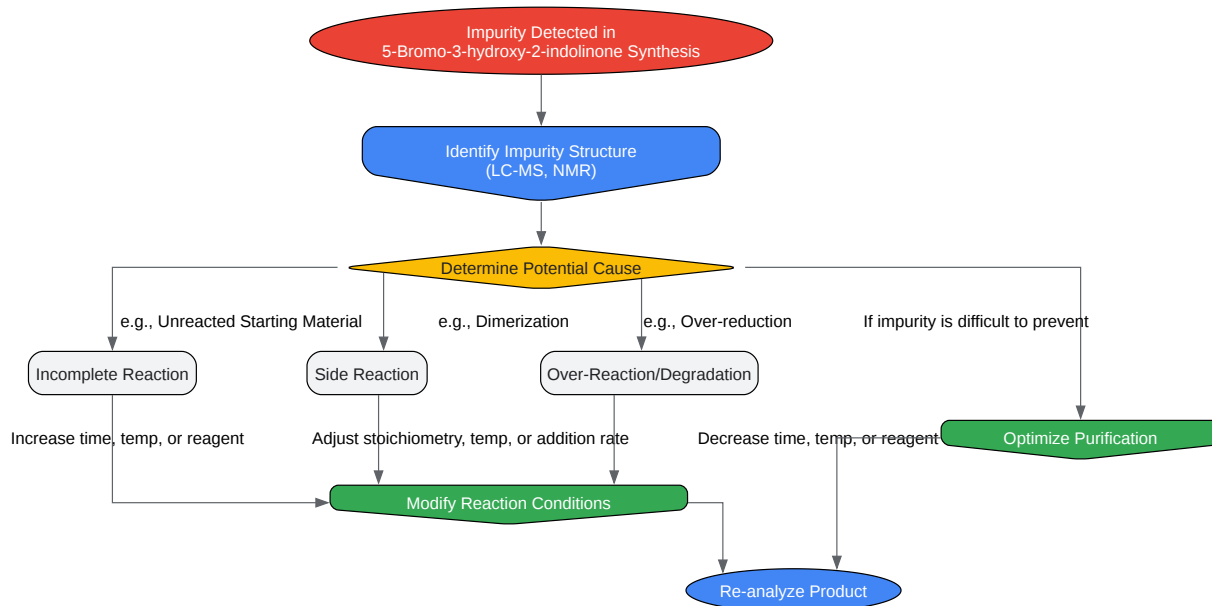 Impurity Detected in
5-Bromo-3-hydroxy-2-indolinone Synthesis
Identify Impurity Structure
(LC-MS, NMR)
Determine Potential Cause
e.g., Unreacted Starting Material
e.g., Dimerization
e.g., Over-reduction
If impurity is difficult to prevent
Incomplete Reaction
Side Reaction
Over-Reaction/Degradation
Increase time, temp, or reagent
Adjust stoichiometry, temp, or addition rate
Decrease time, temp, or reagent
Optimize Purification
Modify Reaction Conditions
Re-analyze Product